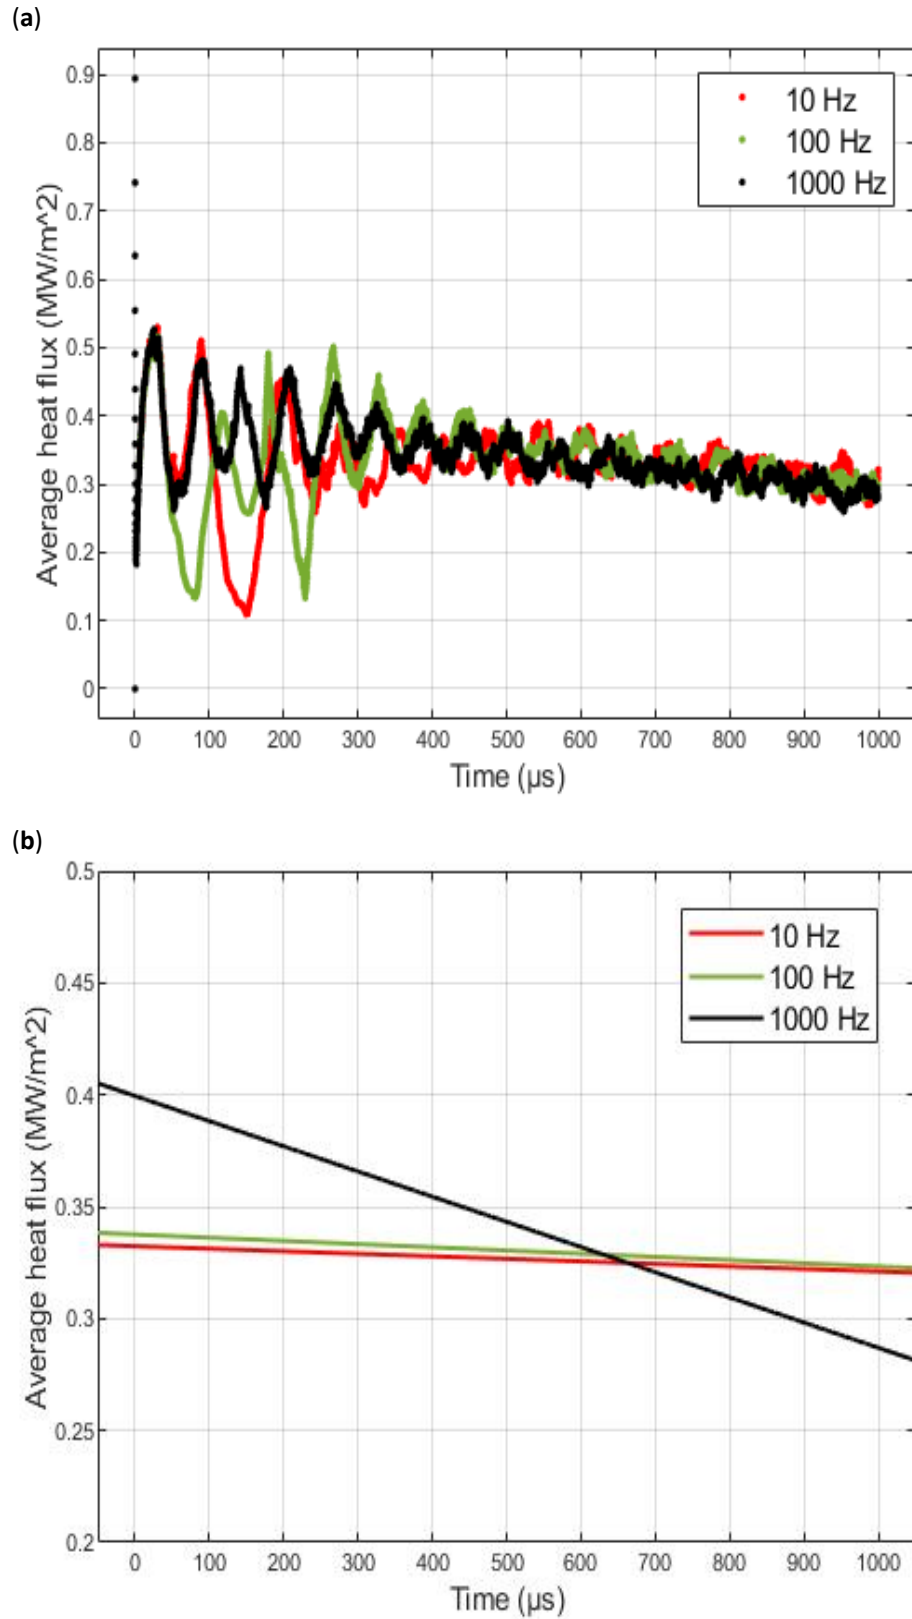 (a)
Average heat flux (MW/m^2)
0.9
0.8
0.7
0.6
0.5
0.4
0.3
0.2
0.1
0
10 Hz
100 Hz
1000 Hz
0 100 200 300 400 500 600 700 800 900 1000
Time (µs)
(b)
Average heat flux (MW/m^2)
0.5
0.45
0.4
0.35
0.3
0.25
0.2
10 Hz
100 Hz
1000 Hz
0 100 200 300 400 500 600 700 800 900 1000
Time (µs)